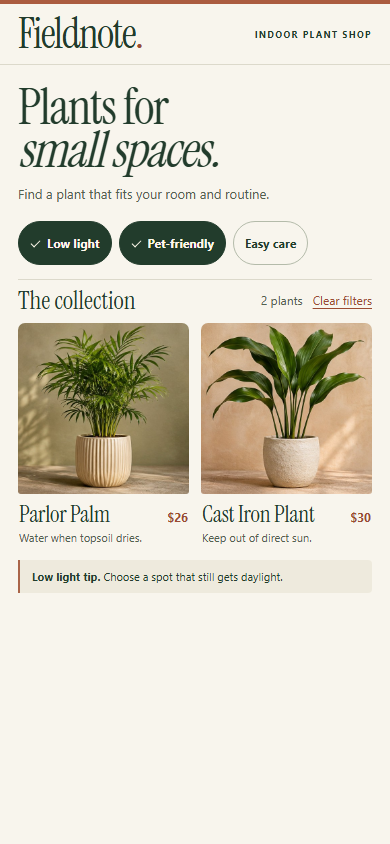 Fieldnote.
INDOOR PLANT SHOP
Plants for
small spaces.
Find a plant that fits your room and routine.
✓ Low light
✓ Pet-friendly
Easy care
The collection
2 plants
Clear filters
Parlor Palm
$26
Water when topsoil dries.
Cast Iron Plant
$30
Keep out of direct sun.
Low light tip. Choose a spot that still gets daylight.